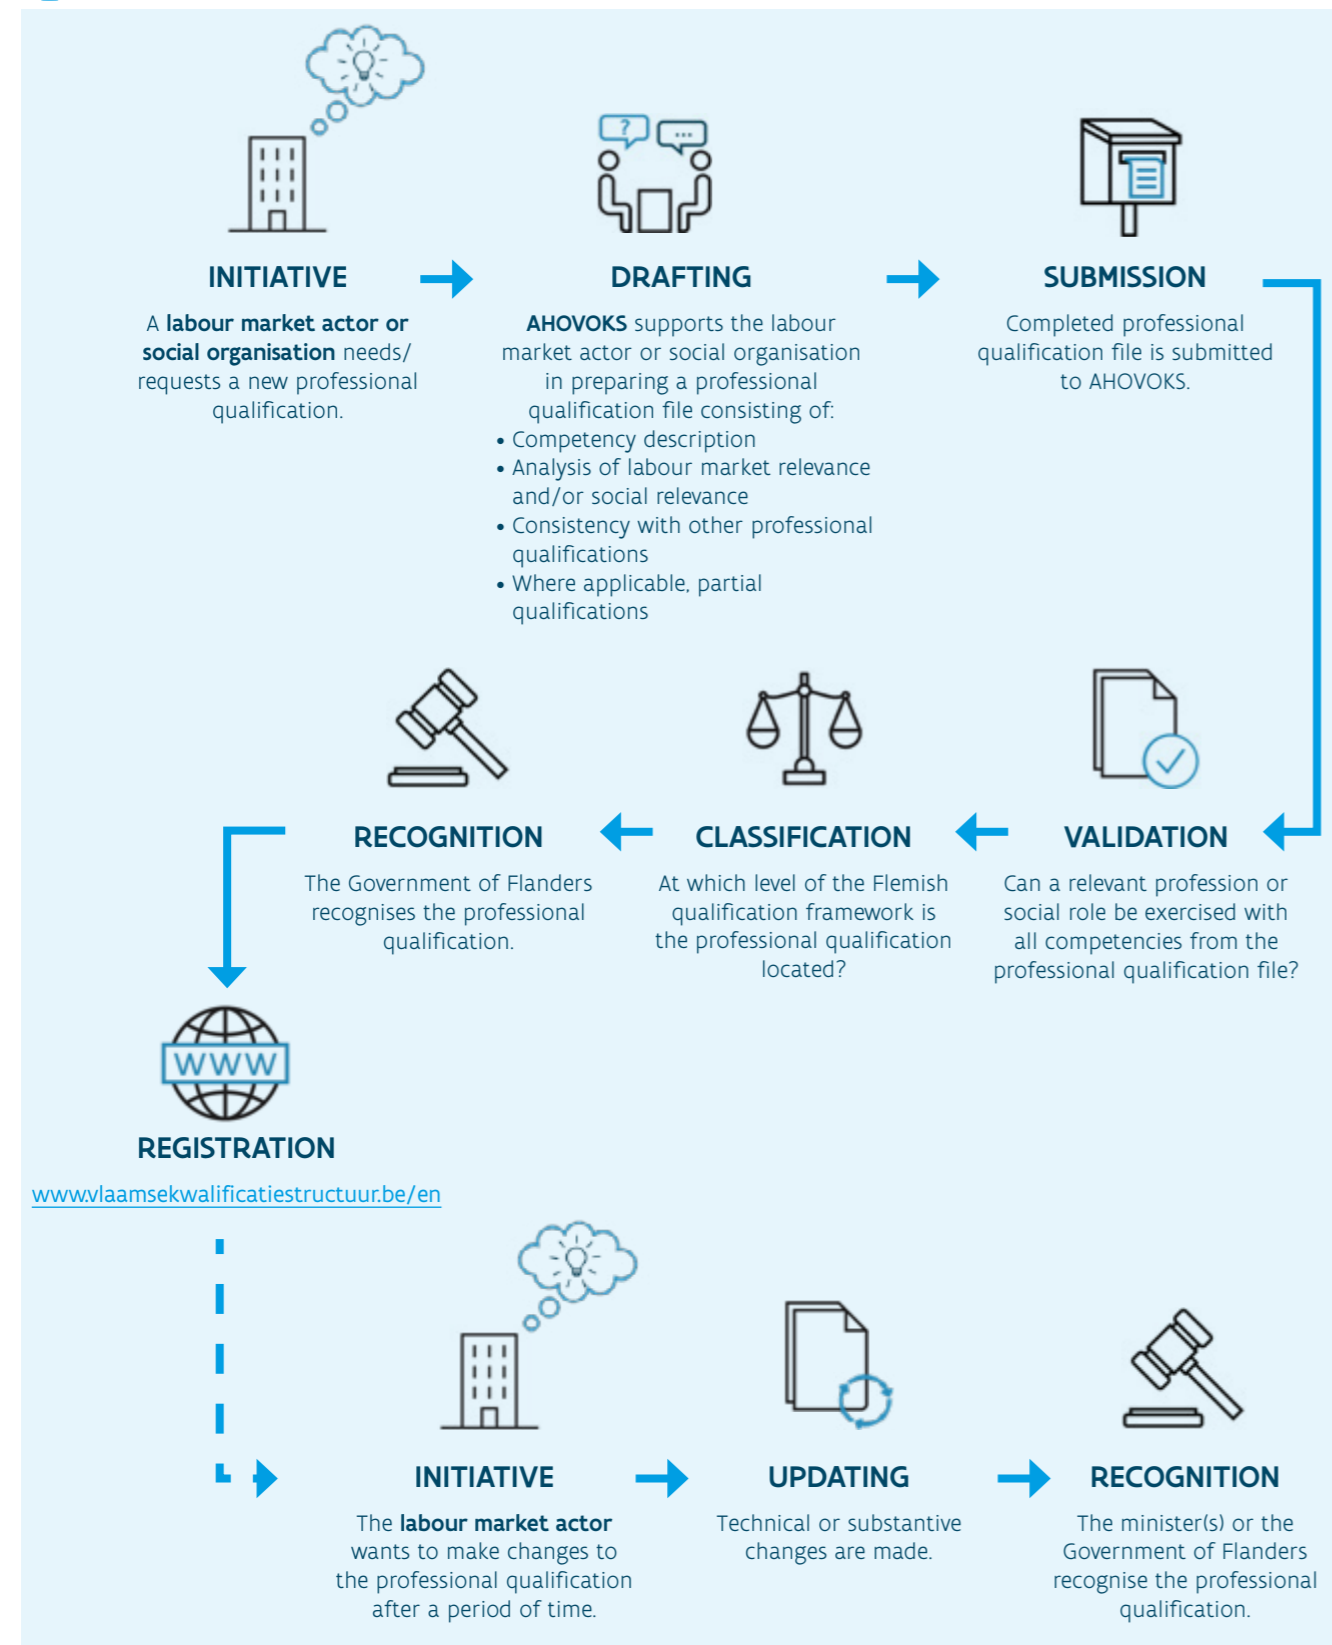 INITIATIVE
A labour market actor or
social organisation needs/
requests a new professional
qualification.
?
...
DRAFTING
AHOVOKS supports the labour
market actor or social organisation
in preparing a professional
qualification file consisting of:
• Competency description
• Analysis of labour market relevance
and/or social relevance
• Consistency with other professional
qualifications
• Where applicable, partial
qualifications
SUBMISSION
Completed professional
qualification file is submitted
to AHOVOKS.
VALIDATION
Can a relevant profession or
social role be exercised with
all competencies from the
professional qualification file?
CLASSIFICATION
At which level of the Flemish
qualification framework is
the professional qualification
located?
RECOGNITION
The Government of Flanders
recognises the professional
qualification.
WWW
REGISTRATION
www.vlaamsekwalificatiestructuur.be/en
INITIATIVE
The labour market actor
wants to make changes to
the professional qualification
after a period of time.
UPDATING
Technical or substantive
changes are made.
RECOGNITION
The minister(s) or the
Government of Flanders
recognise the professional
qualification.